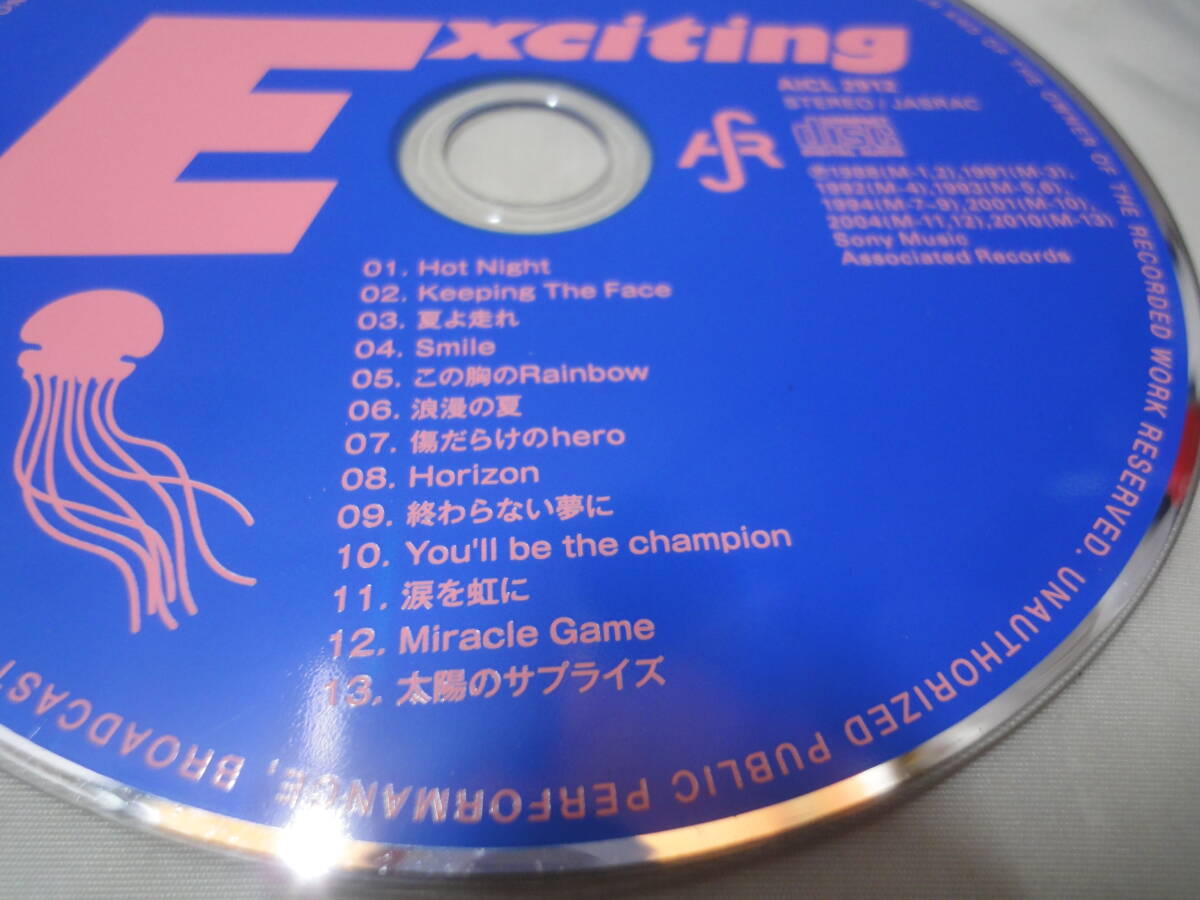 Exciting
AICL 2912
STEREO / JASRAC
disc
℗1988(M-1,2),1991(M-3),
1992(M-4),1993(M-5,6),
1994(M-7~9),2001(M-10),
2004(M-11,12),2010(M-13)
Sony Music
Associated Records
01. Hot Night
02. Keeping The Face
03. 夏よ走れ
04. Smile
05. この胸のRainbow
06. 浪漫の夏
07. 傷だらけのhero
08. Horizon
09. 終わらない夢に
10. You'll be the champion
11. 涙を虹に
12. Miracle Game
13. 太陽のサプライズ
OF THE OWNER OF THE RECORDED WORK RESERVED. UNAUTHORIZED PUBLIC PERFORMANCE, BROADCAST